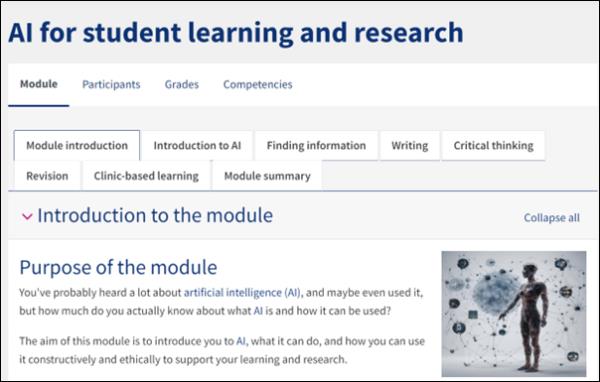 AI for student learning and research
Module Participants Grades Competencies
Module introduction Introduction to AI Finding information Writing Critical thinking
Revision Clinic-based learning Module summary
Introduction to the module Collapse all
Purpose of the module
You've probably heard a lot about artificial intelligence (AI), and maybe even used it,
but how much do you actually know about what AI is and how it can be used?
The aim of this module is to introduce you to AI, what it can do, and how you can use
it constructively and ethically to support your learning and research.